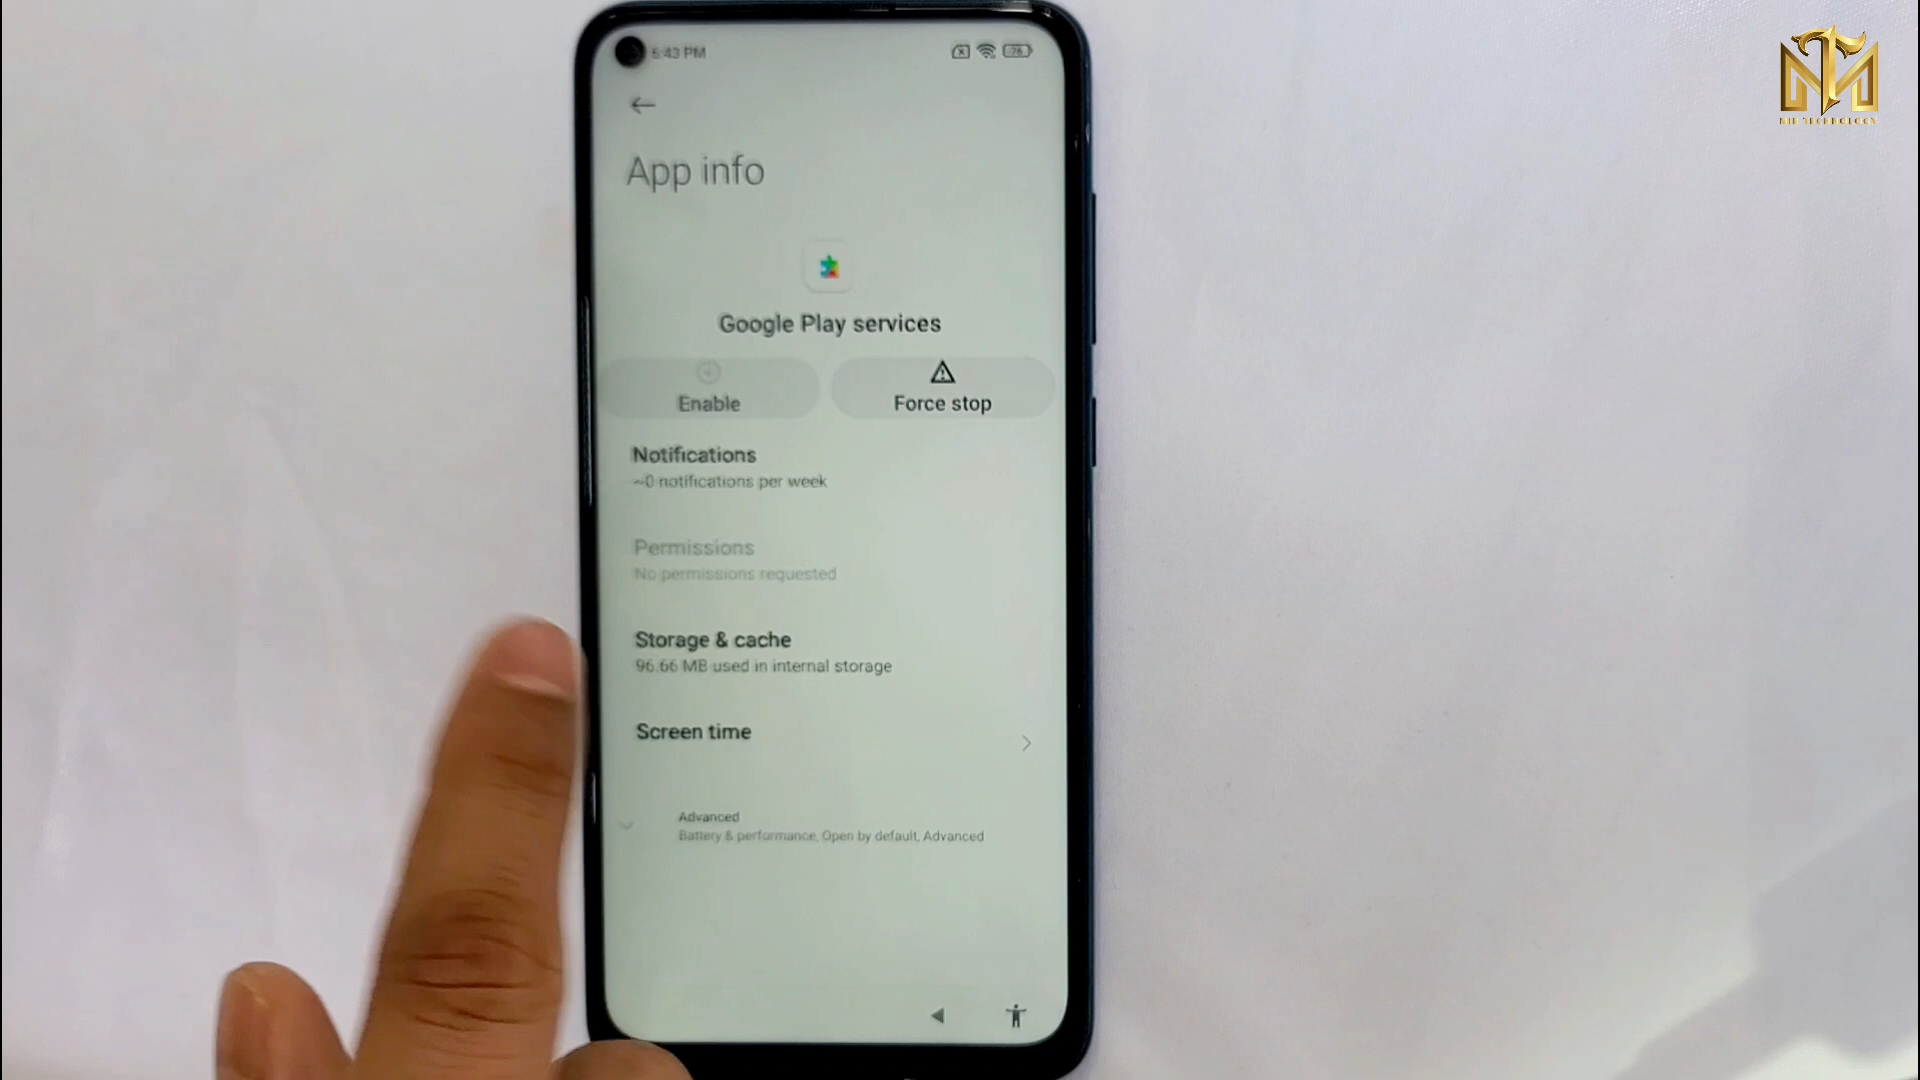 5:43 PM
76
App info
Google Play services
Enable
Force stop
Notifications
~0 notifications per week
Permissions
No permissions requested
Storage & cache
96.66 MB used in internal storage
Screen time
Advanced
Battery & performance, Open by default, Advanced